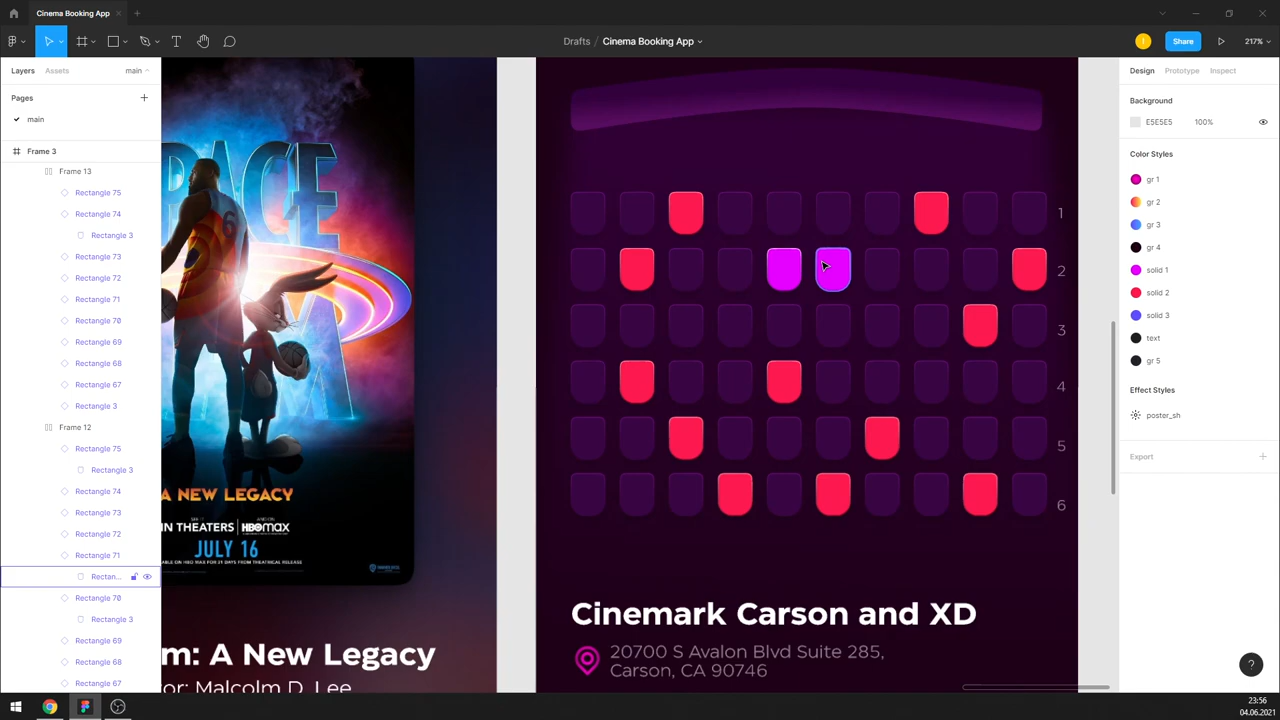 Cinema Booking App
Drafts / Cinema Booking App
I
Share
217%
Layers
Assets
main
Pages
main
Frame 3
Frame 13
Rectangle 75
Rectangle 74
Rectangle 3
Rectangle 73
Rectangle 72
Rectangle 71
Rectangle 70
Rectangle 69
Rectangle 68
Rectangle 67
Rectangle 3
Frame 12
Rectangle 75
Rectangle 3
Rectangle 74
Rectangle 73
Rectangle 72
Rectangle 71
Rectan...
Rectangle 70
Rectangle 3
Rectangle 69
Rectangle 68
Rectangle 67
SPACE
JAM
A NEW LEGACY
IN THEATERS HBOmax
JULY 16
m: A New Legacy
or: Malcolm D. Lee
1
2
3
4
5
6
Cinemark Carson and XD
20700 S Avalon Blvd Suite 285,
Carson, CA 90746
Design
Prototype
Inspect
Background
E5E5E5
100%
Color Styles
gr 1
gr 2
gr 3
gr 4
solid 1
solid 2
solid 3
text
gr 5
Effect Styles
poster_sh
Export
?
23:56
04.06.2021